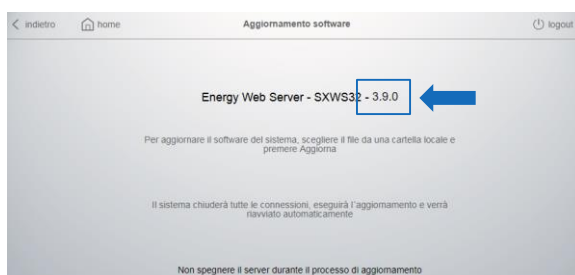 indietro home Aggiornamento software logout
Energy Web Server - SXWS32 - 3.9.0
Per aggiornare il software del sistema, scegliere il file da una cartella locale e
premere Aggiorna
Il sistema chiuderà tutte le connessioni, eseguirà l'aggiornamento e verrà
riavviato automaticamente
Non spegnere il server durante il processo di aggiornamento